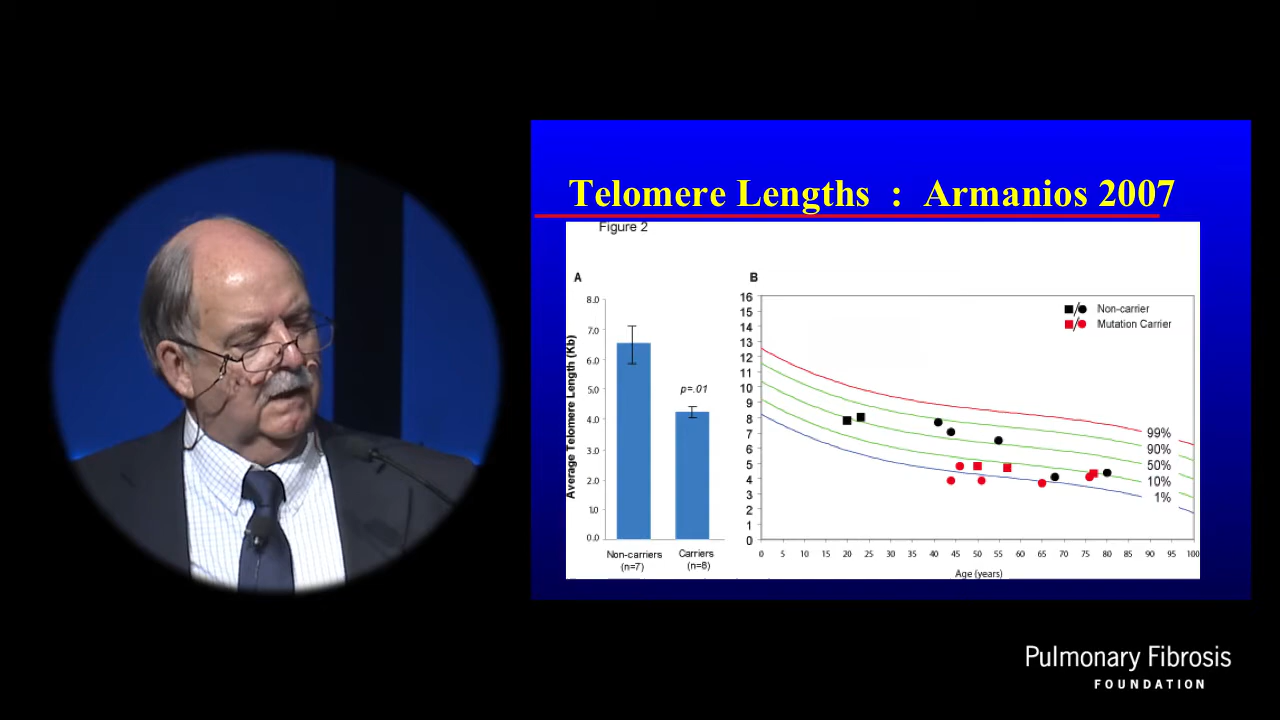 Telomere Lengths : Armanios 2007
Figure 2
A
B
Average Telomere Length (Kb)
8.0
7.0
6.0
5.0
4.0
3.0
2.0
1.0
0.0
p=.01
Non-carriers
(n=7)
Carriers
(n=8)
16
15
14
13
12
11
10
9
8
7
6
5
4
3
2
1
0
Non-carrier
Mutation Carrier
99%
90%
50%
10%
1%
0 5 10 15 20 25 30 35 40 45 50 55 60 65 70 75 80 85 90 95 100
Age (years)
Pulmonary Fibrosis
FOUNDATION